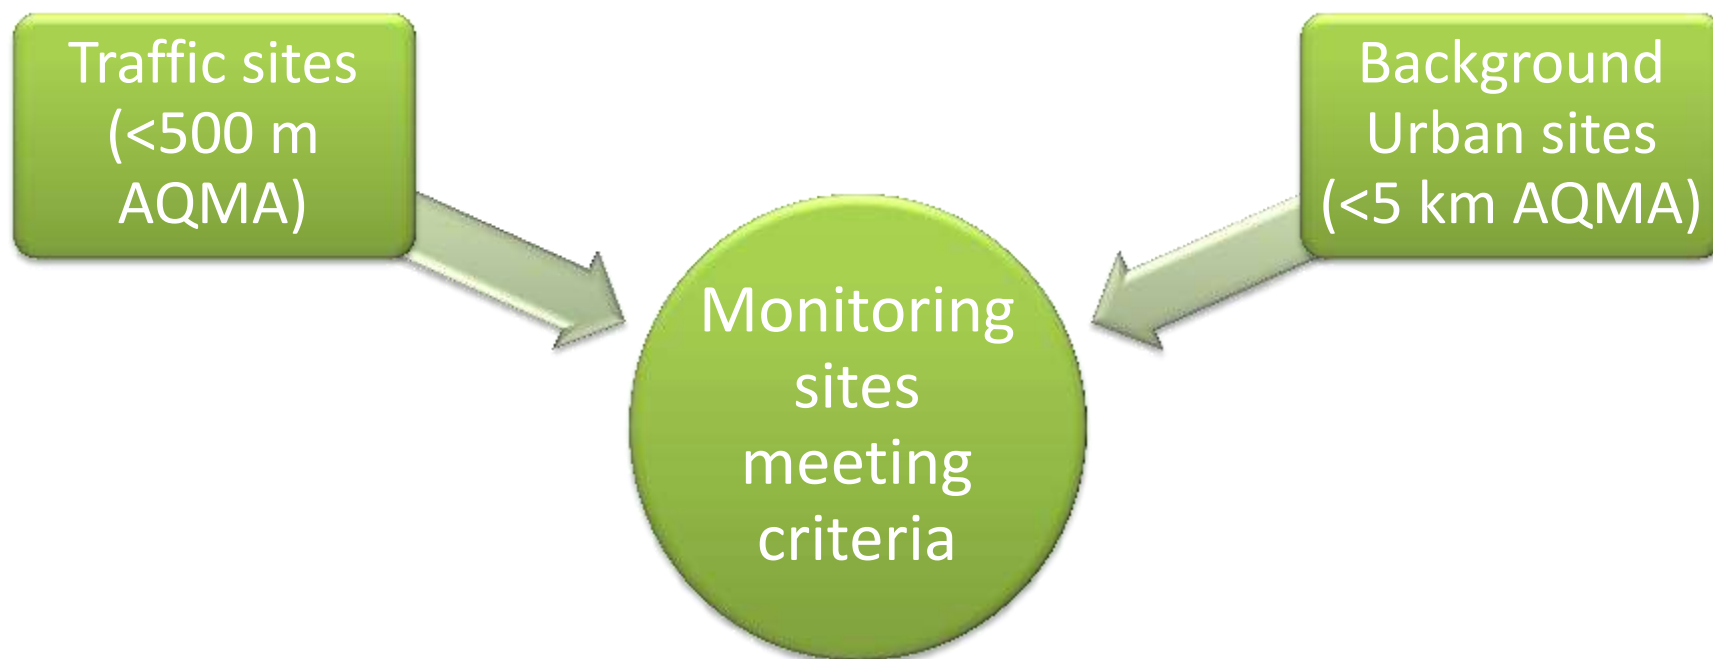 Traffic sites
(<500 m
AQMA)
Background
Urban sites
(<5 km AQMA)
Monitoring
sites
meeting
criteria